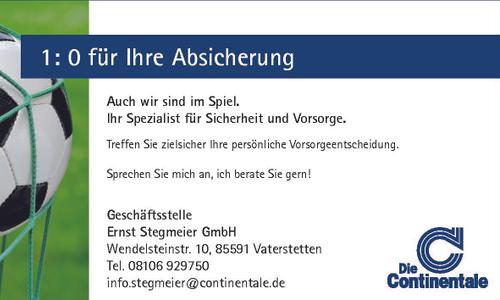 1: 0 für Ihre Absicherung
Auch wir sind im Spiel.
Ihr Spezialist für Sicherheit und Vorsorge.
Treffen Sie zielsicher Ihre persönliche Vorsorgeentscheidung.
Sprechen Sie mich an, ich berate Sie gern!
Geschäftsstelle
Ernst Stegmeier GmbH
Wendelsteinstr. 10, 85591 Vaterstetten
Tel. 08106 929750
info.stegmeier@continentale.de
Die
Continentale